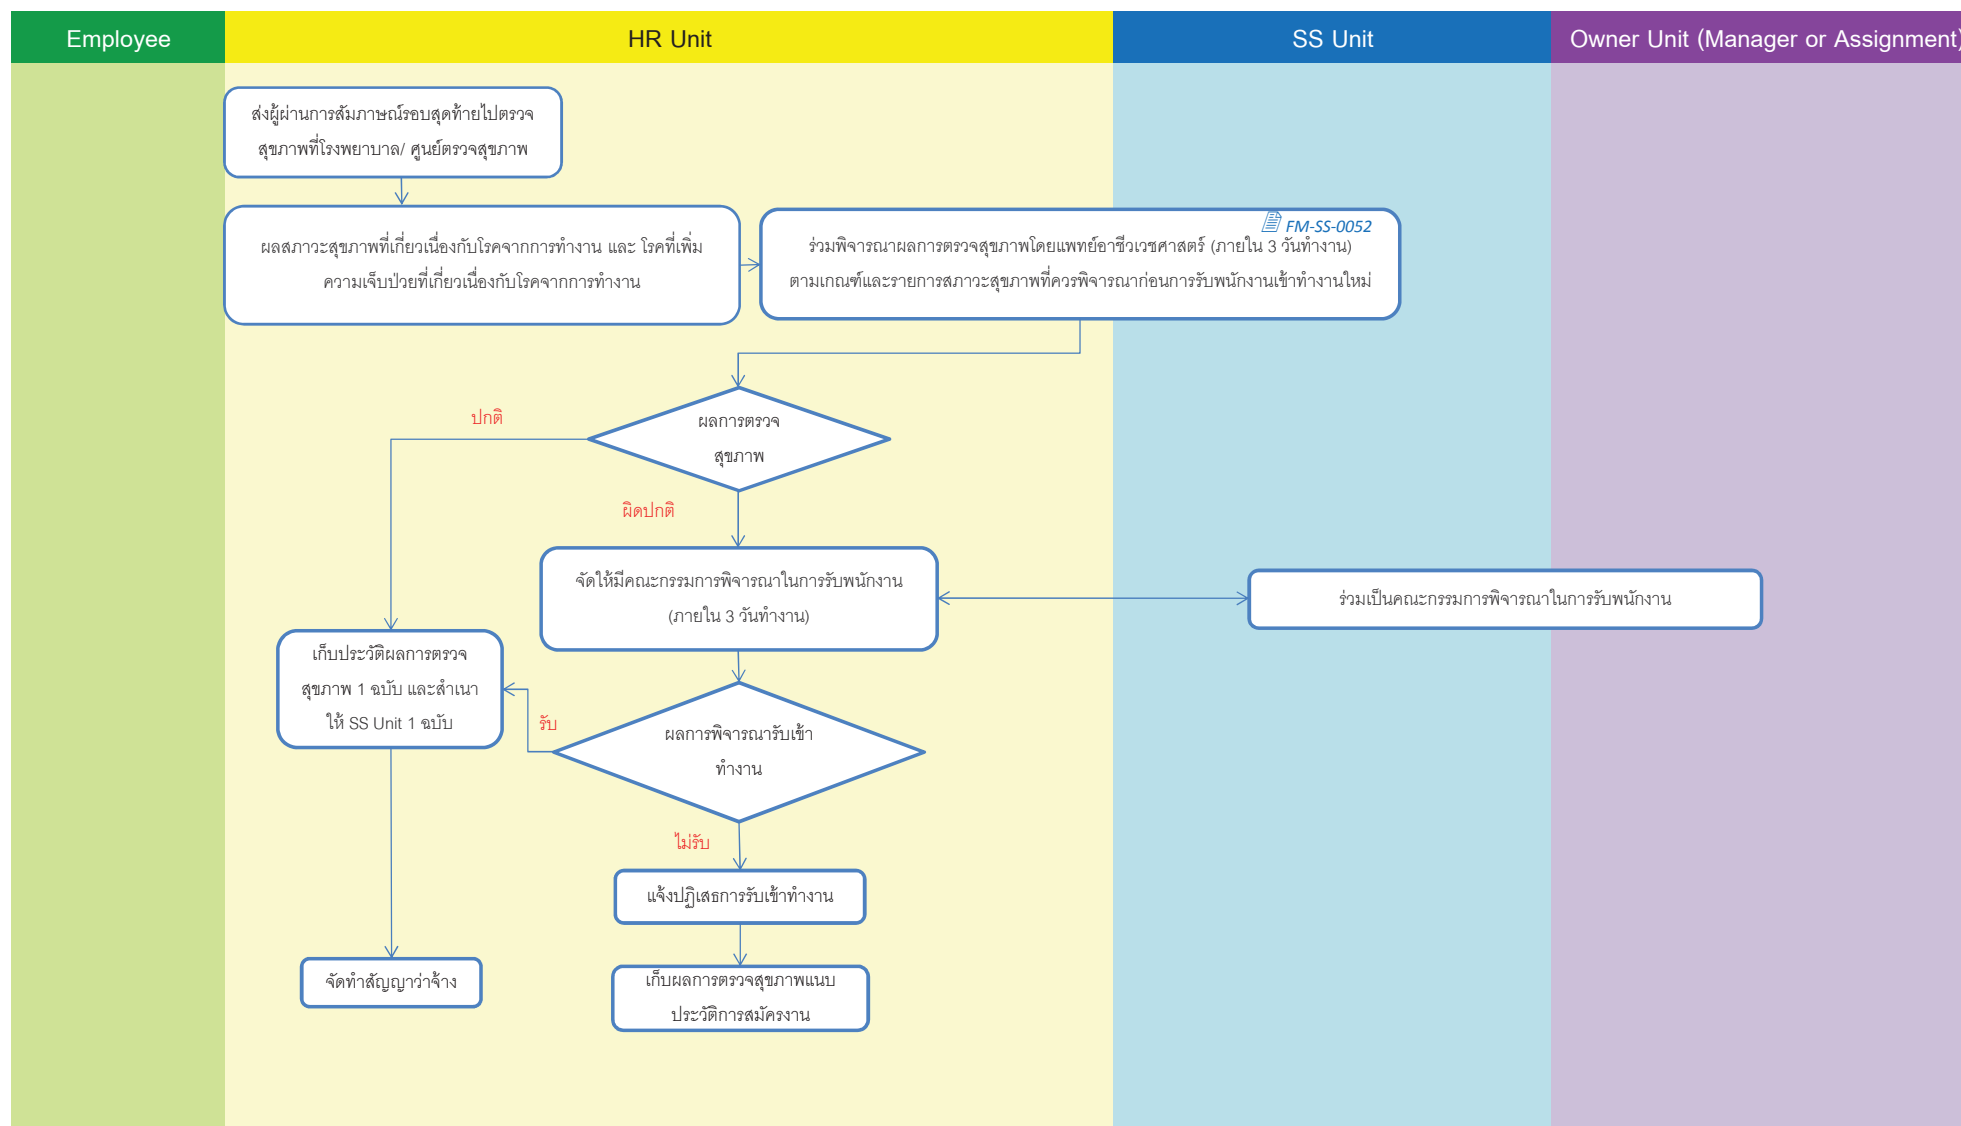 Employee
HR Unit
SS Unit
Owner Unit (Manager or Assignment)
ส่งผู้ผ่านการสัมภาษณ์รอบสุดท้ายไปตรวจ
สุขภาพที่โรงพยาบาล/ ศูนย์ตรวจสุขภาพ
ผลสภาวะสุขภาพที่เกี่ยวเนื่องกับโรคจากการทำงาน และ โรคที่เพิ่ม
ความเจ็บป่วยที่เกี่ยวเนื่องกับโรคจากการทำงาน
FM-SS-0052
ร่วมพิจารณาผลการตรวจสุขภาพโดยแพทย์อาชีวเวชศาสตร์ (ภายใน 3 วันทำงาน)
ตามเกณฑ์และรายการสภาวะสุขภาพที่ควรพิจารณาก่อนการรับพนักงานเข้าทำงานใหม่
ปกติ
ผลการตรวจ
สุขภาพ
ผิดปกติ
จัดให้มีคณะกรรมการพิจารณาในการรับพนักงาน
(ภายใน 3 วันทำงาน)
ร่วมเป็นคณะกรรมการพิจารณาในการรับพนักงาน
เก็บประวัติผลการตรวจ
สุขภาพ 1 ฉบับ และสำเนา
ให้ SS Unit 1 ฉบับ
รับ
ผลการพิจารณารับเข้า
ทำงาน
ไม่รับ
แจ้งปฏิเสธการรับเข้าทำงาน
จัดทำสัญญาว่าจ้าง
เก็บผลการตรวจสุขภาพแนบ
ประวัติการสมัครงาน